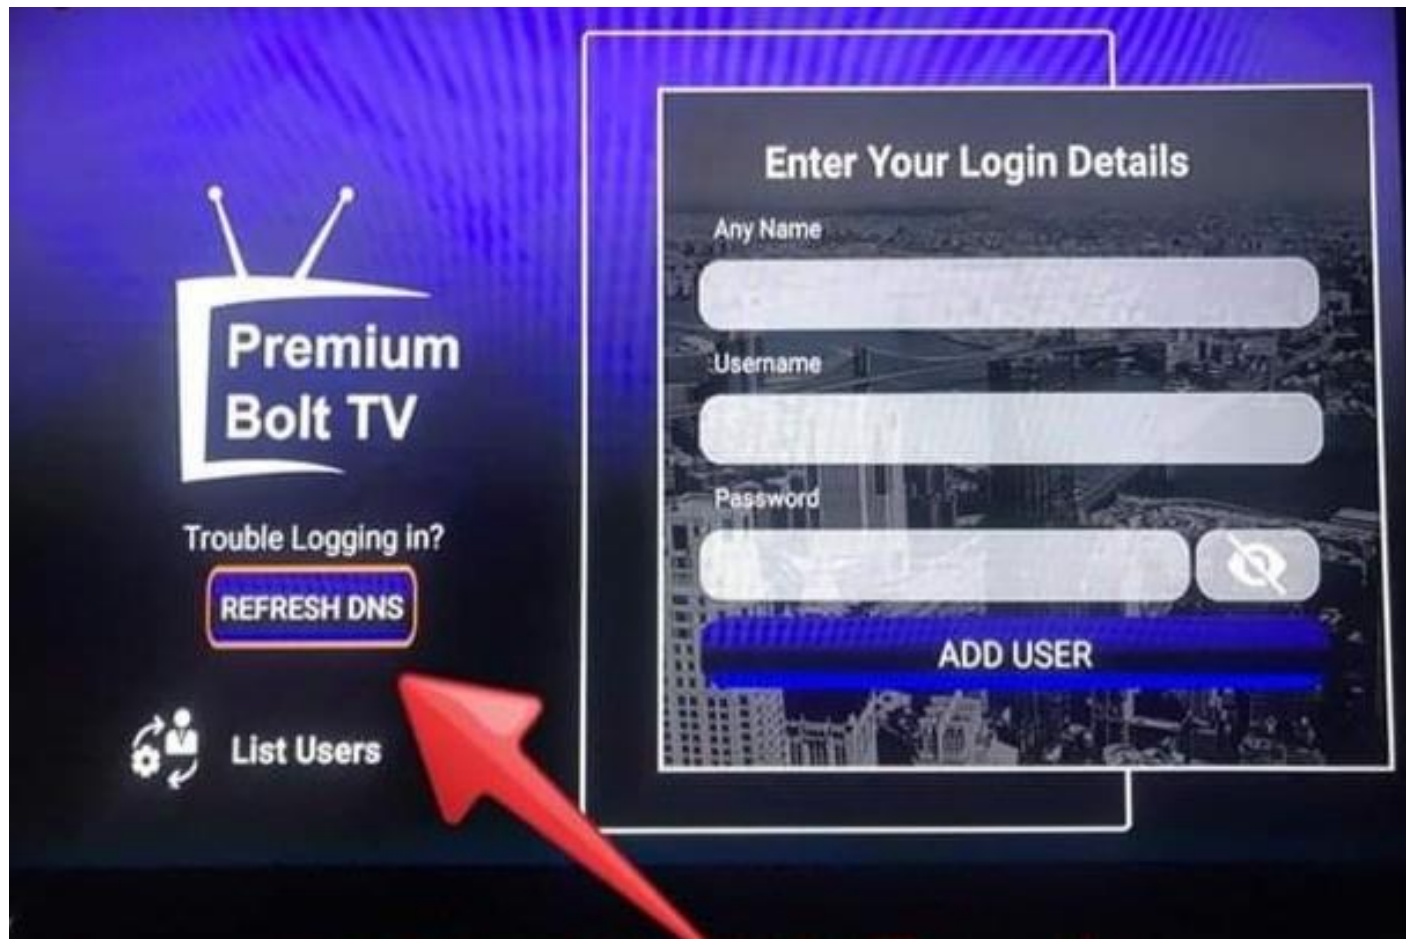 Premium
Bolt TV
Trouble Logging in?
REFRESH DNS
List Users
Enter Your Login Details
Any Name
Username
Password
ADD USER